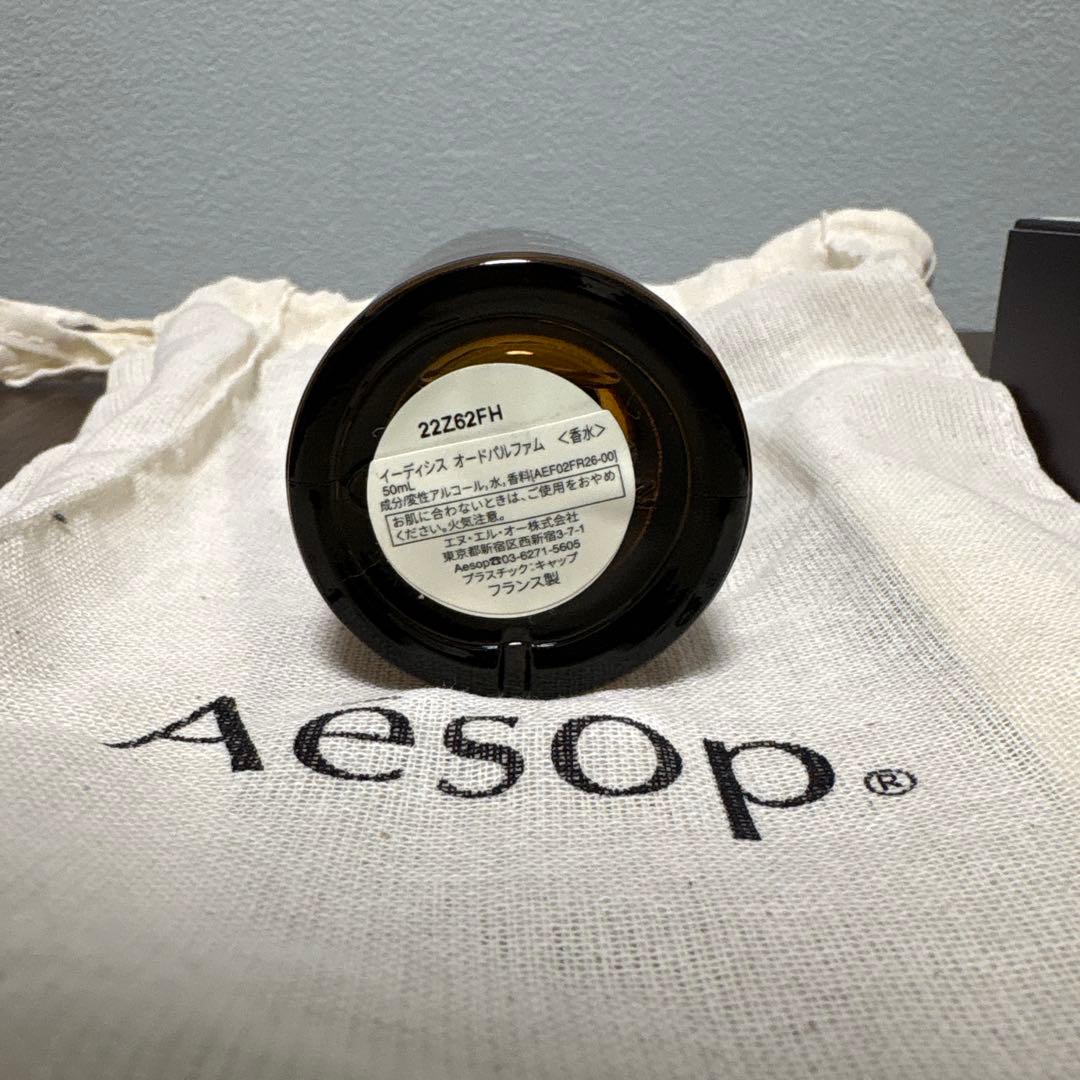 22Z62FH
イーディシス オードパルファム <香水>
50mL
成分/変性アルコール,水,香料[AEF02FR26-00]
お肌に合わないときは、ご使用をおやめ
ください。火気注意。
エヌ・エル・オー株式会社
東京都新宿区西新宿3-7-1
Aesop☎03-6271-5605
プラスチック:キャップ
フランス製
Aesop®